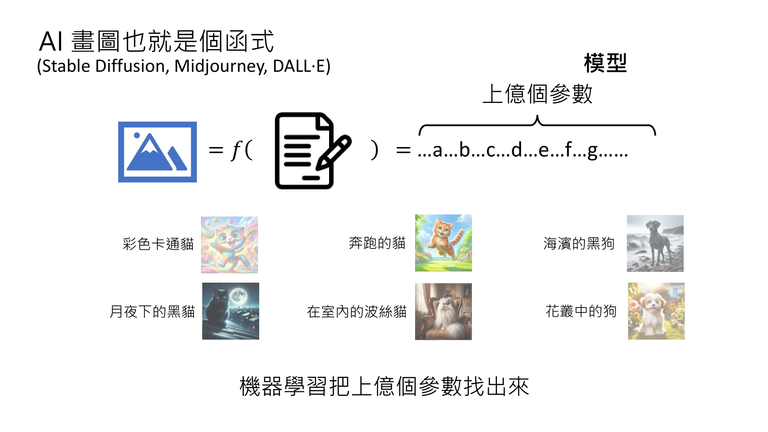 AI 畫圖也就是個函式
(Stable Diffusion, Midjourney, DALL·E)
模型
上億個參數
= f( ) = …a…b…c…d…e…f…g……
彩色卡通貓
奔跑的貓
海濱的黑狗
月夜下的黑貓
在室內的波絲貓
花叢中的狗
機器學習把上億個參數找出來